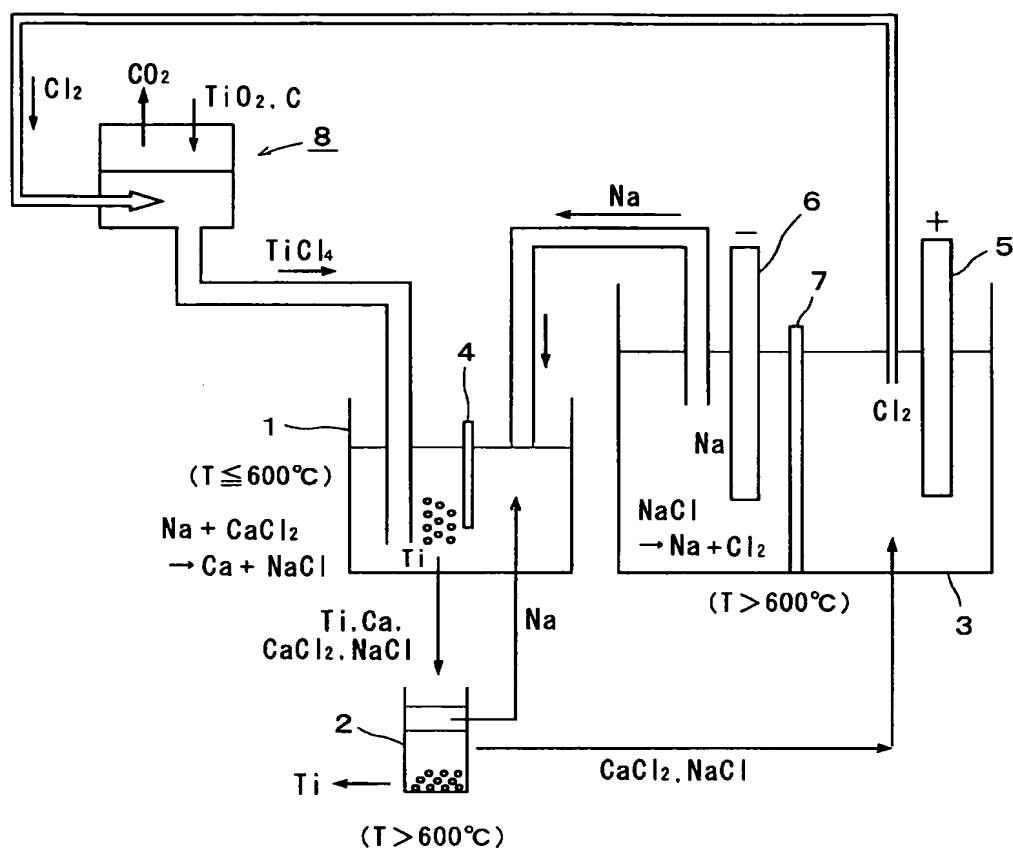 Cl₂
CO₂
TiO₂.C
8
TiCl₄
Na
6
−
+
5
7
4
1
(T≦600℃)
Na+CaCl₂
→Ca+NaCl
Ti
Na
Cl₂
NaCl
→Na+Cl₂
(T>600℃)
3
Ti.Ca.
CaCl₂.NaCl
Na
2
Ti
CaCl₂.NaCl
(T>600℃)